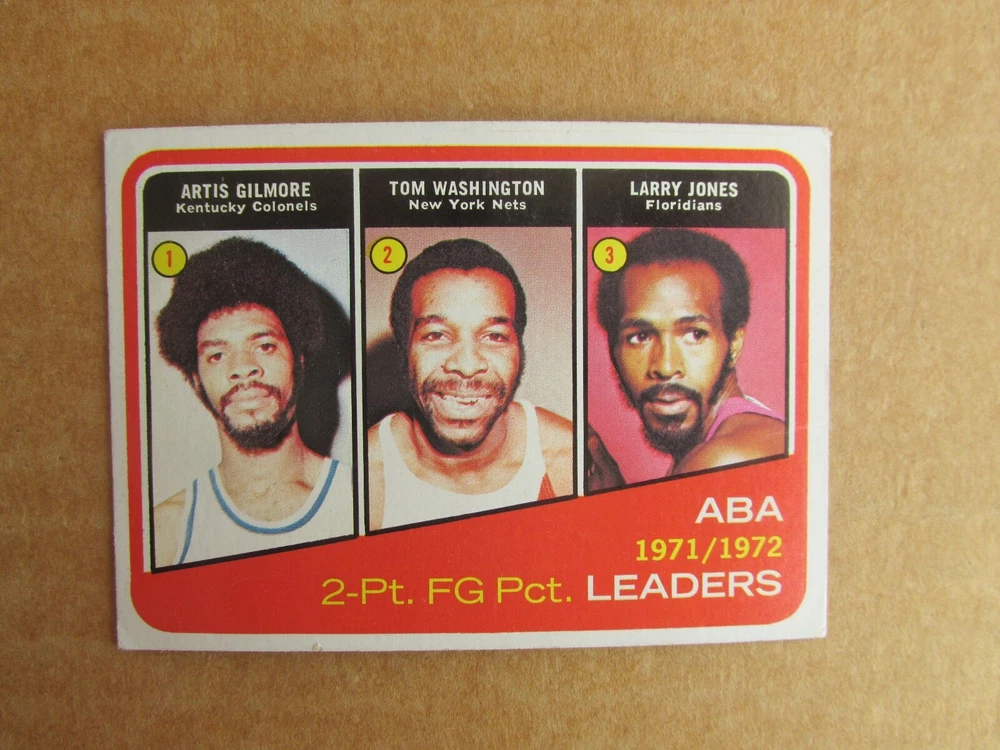 ARTIS GILMORE
Kentucky Colonels
1
TOM WASHINGTON
New York Nets
2
LARRY JONES
Floridians
3
ABA
1971/1972
2-Pt. FG Pct. LEADERS